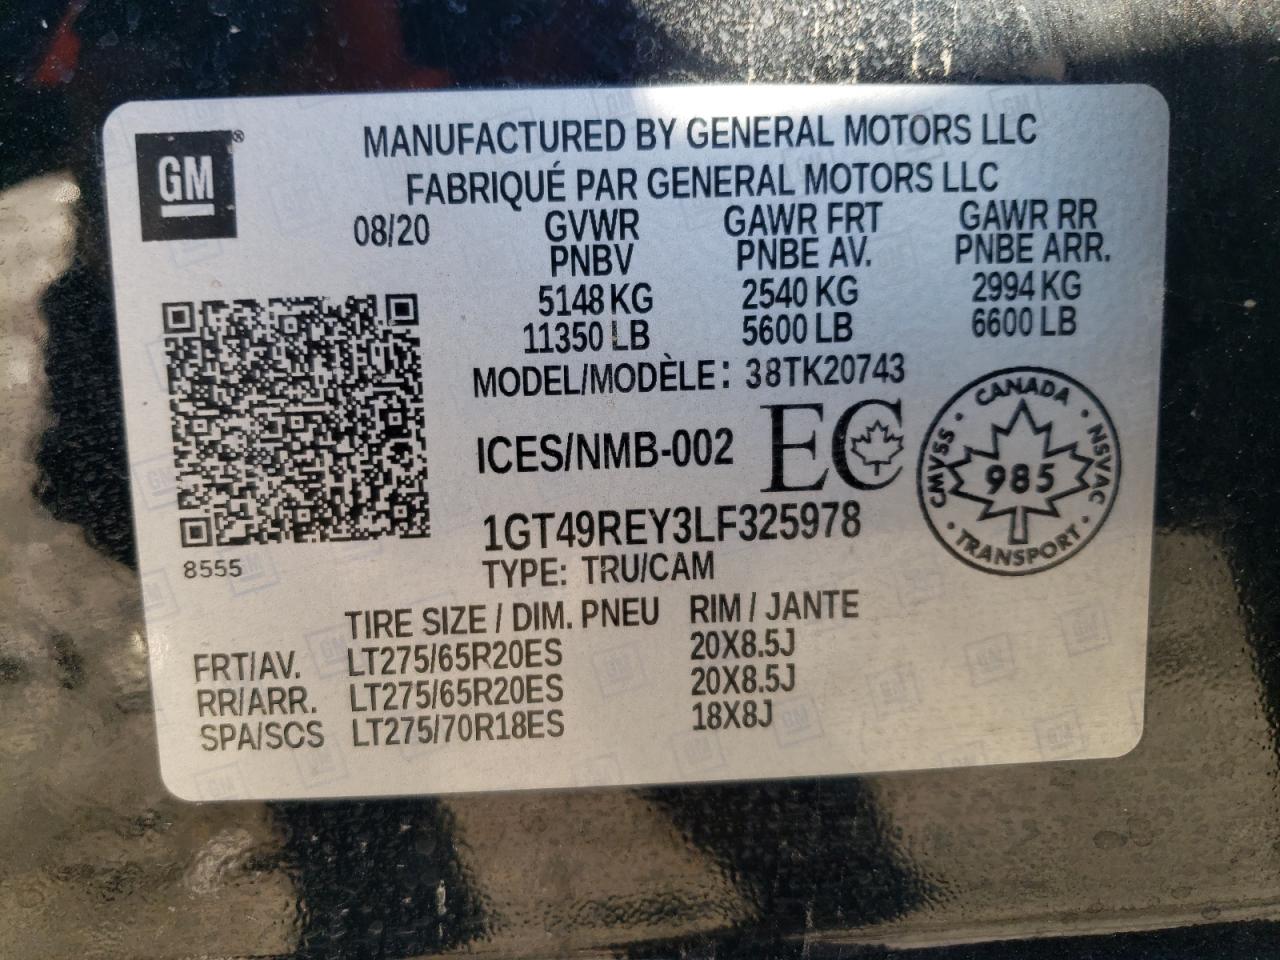 GM®
MANUFACTURED BY GENERAL MOTORS LLC
FABRIQUÉ PAR GENERAL MOTORS LLC
08/20 GVWR GAWR FRT GAWR RR
PNBV PNBE AV. PNBE ARR.
5148 KG 2540 KG 2994 KG
11350 LB 5600 LB 6600 LB
MODEL/MODÈLE: 38TK20743
ICES/NMB-002 EC
CANADA
CMVSS 985 NSVAC
TRANSPORT
1GT49REY3LF325978
8555 TYPE: TRU/CAM
TIRE SIZE / DIM. PNEU RIM / JANTE
FRT/AV. LT275/65R20ES 20X8.5J
RR/ARR. LT275/65R20ES 20X8.5J
SPA/SCS LT275/70R18ES 18X8J